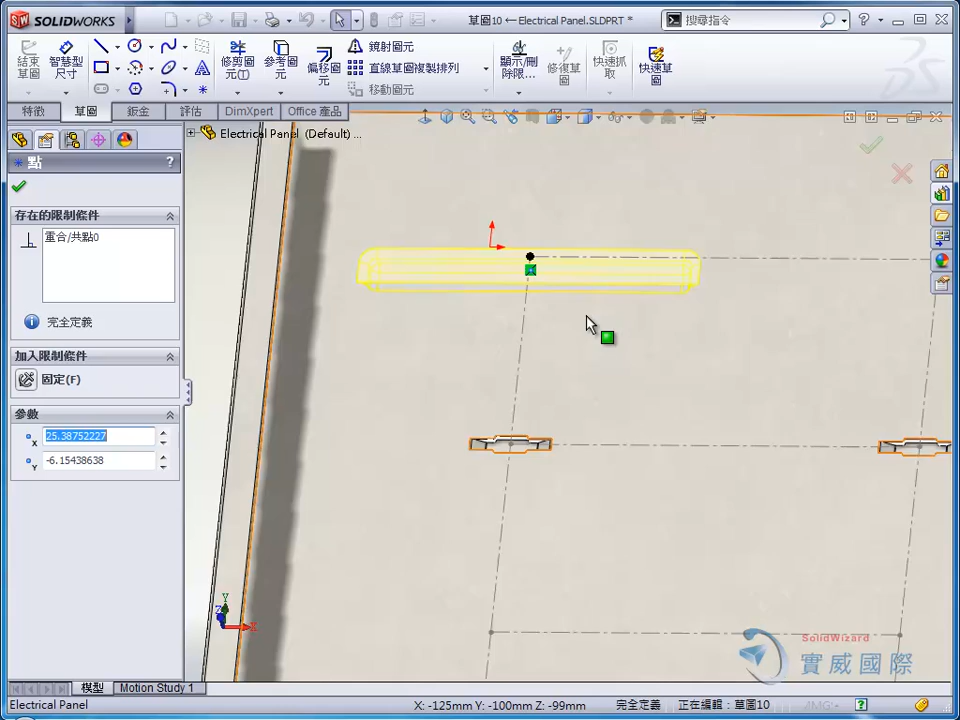 SOLIDWORKS
草圖10 ← Electrical Panel.SLDPRT *
搜尋指令
結束草圖
智慧型尺寸
修剪圖元(T)
參考圖元
偏移圖元
鏡射圖元
直線草圖複製排列
移動圖元
顯示/刪除限...
修復草圖
快速抓取
快速草圖
特徵
草圖
鈑金
評估
DimXpert
Office 產品
Electrical Panel (Default) ...
點
?
存在的限制條件
重合/共點0
完全定義
加入限制條件
固定(F)
參數
X
25.38752227
Y
-6.15438638
Y
Z
X
SolidWizard
實威國際
模型
Motion Study 1
Electrical Panel
X: -125mm Y: -100mm Z: -99mm
完全定義
正在編輯：草圖10